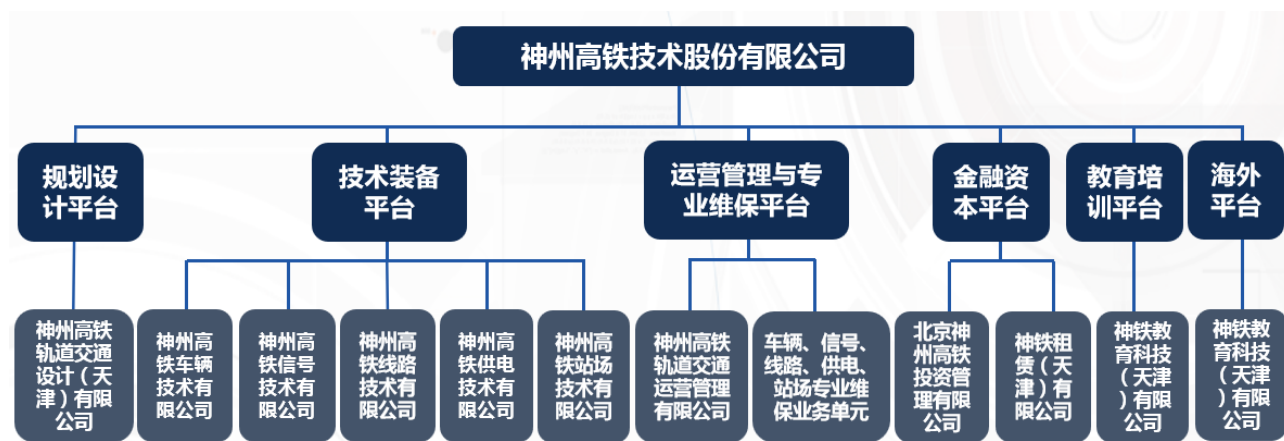 神州高铁技术股份有限公司
规划设
计平台
技术装备
平台
运营管理与专
业维保平台
金融资
本平台
教育培
训平台
海外
平台
神州高铁
轨道交通
设计（天
津）有限
公司
神州高
铁车辆
技术有
限公司
神州高
铁信号
技术有
限公司
神州高
铁线路
技术有
限公司
神州高
铁供电
技术有
限公司
神州高
铁站场
技术有
限公司
神州高铁
轨道交通
运营管理
有限公司
车辆、信号、
线路、供电、
站场专业维
保业务单元
北京神
州高铁
投资管
理有限
公司
神铁租
赁（天
津）有
限公司
神铁教
育科技
（天津
）有限
公司
神铁教
育科技
（天津
）有限
公司